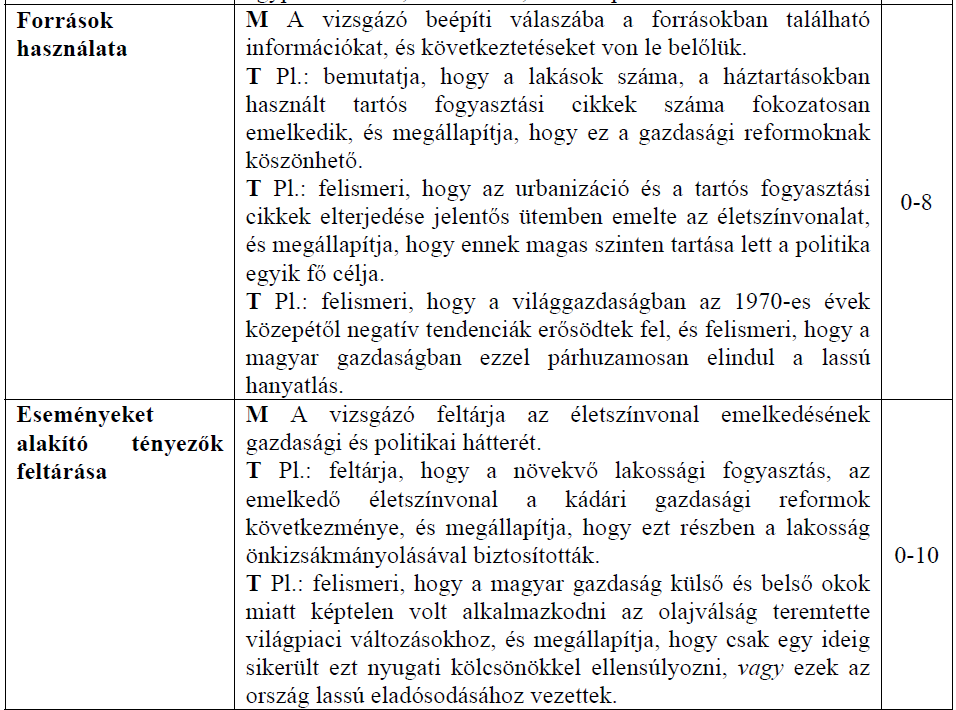 Források
használata
M A vizsgázó beépíti válaszába a forrásokban található
információkat, és következtetéseket von le belőlük.
T Pl.: bemutatja, hogy a lakások száma, a háztartásokban
használt tartós fogyasztási cikkek száma fokozatosan
emelkedik, és megállapítja, hogy ez a gazdasági reformoknak
köszönhető.
T Pl.: felismeri, hogy az urbanizáció és a tartós fogyasztási
cikkek elterjedése jelentős ütemben emelte az életszínvonalat,
és megállapítja, hogy ennek magas szinten tartása lett a politika
egyik fő célja.
T Pl.: felismeri, hogy a világgazdaságban az 1970-es évek
közepétől negatív tendenciák erősödtek fel, és felismeri, hogy a
magyar gazdaságban ezzel párhuzamosan elindul a lassú
hanyatlás.
0-8
Eseményeket
alakító tényezők
feltárása
M A vizsgázó feltárja az életszínvonal emelkedésének
gazdasági és politikai hátterét.
T Pl.: feltárja, hogy a növekvő lakossági fogyasztás, az
emelkedő életszínvonal a kádári gazdasági reformok
következménye, és megállapítja, hogy ezt részben a lakosság
önkizsákmányolásával biztosították.
T Pl.: felismeri, hogy a magyar gazdaság külső és belső okok
miatt képtelen volt alkalmazkodni az olajválság teremtette
világpiaci változásokhoz, és megállapítja, hogy csak egy ideig
sikerült ezt nyugati kölcsönökkel ellensúlyozni, vagy ezek az
ország lassú eladósodásához vezettek.
0-10